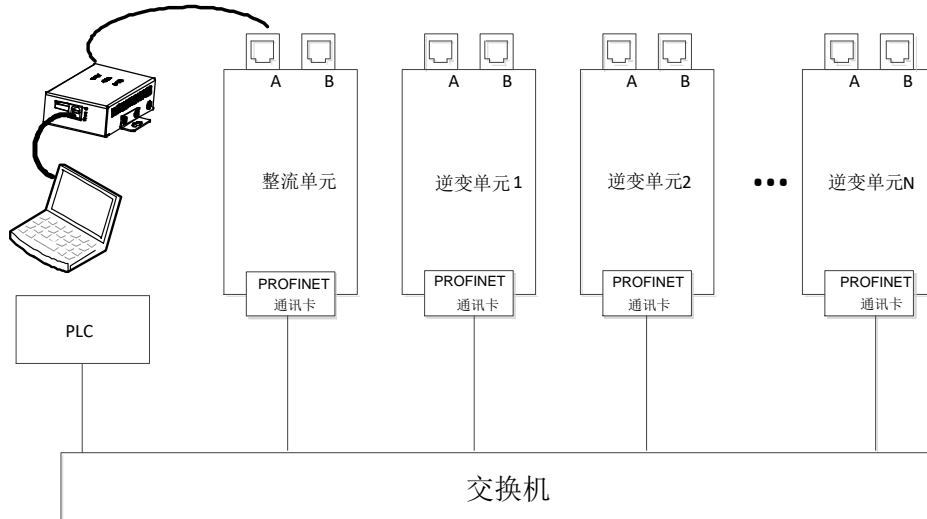 A B
A B
A B
A B
整流单元
逆变单元1
逆变单元2
•••
逆变单元N
PROFINET
通讯卡
PROFINET
通讯卡
PROFINET
通讯卡
PROFINET
通讯卡
PLC
交换机